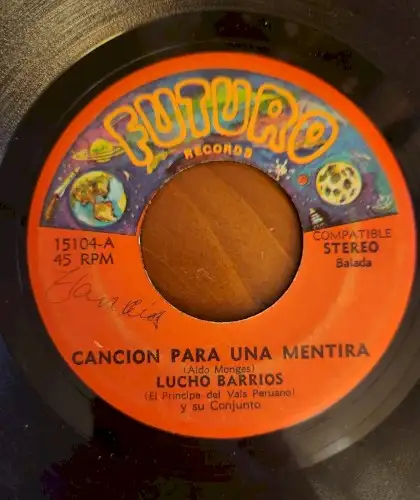 FUTURO
RECORDS
15104-A
45 RPM
COMPATIBLE
STEREO
Balada
CANCION PARA UNA MENTIRA
(Aldo Monges)
LUCHO BARRIOS
(El Principe del Vals Peruano)
y su Conjunto